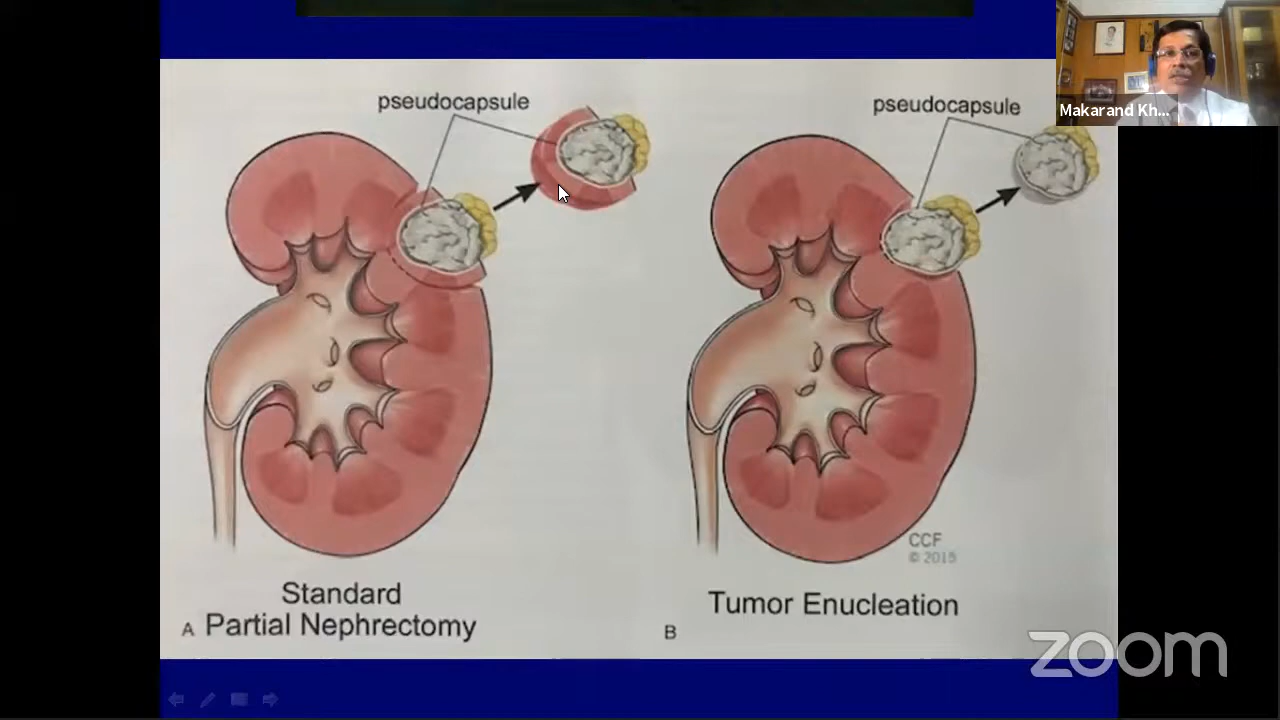 pseudocapsule
pseudocapsule
Makarand Kh...
CCF
© 2015
Standard
A Partial Nephrectomy
Tumor Enucleation
B
zoom